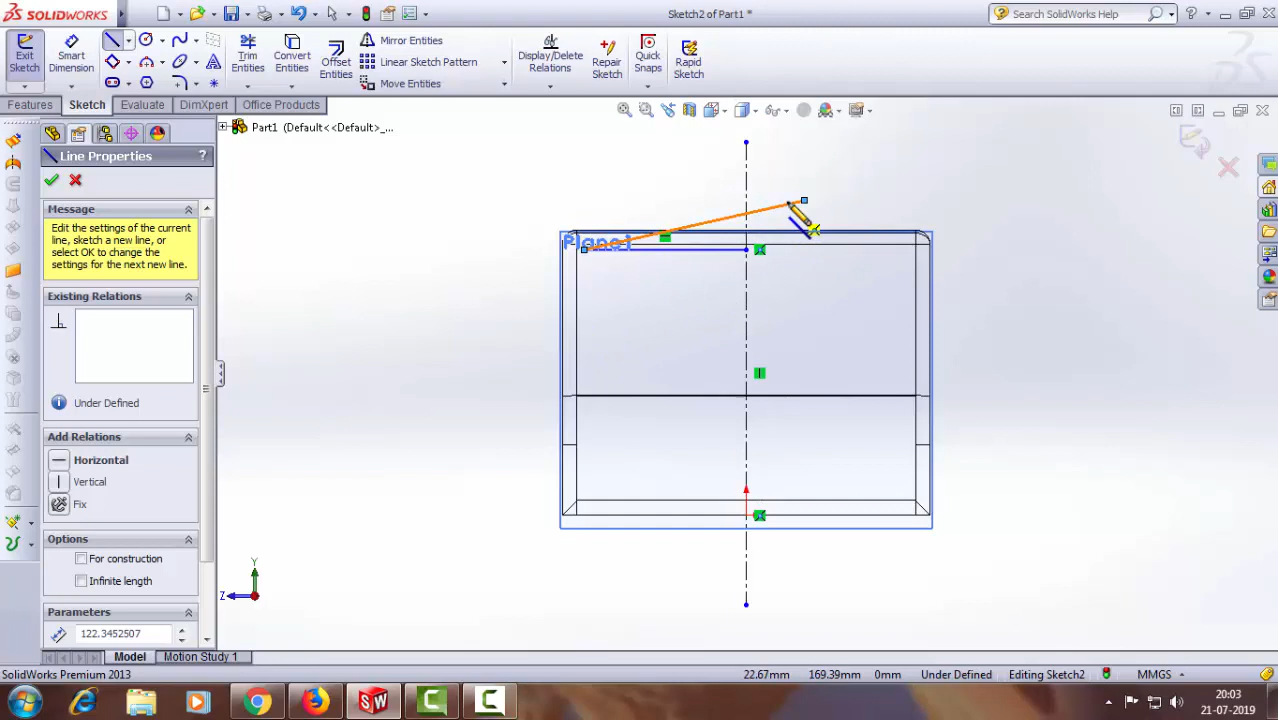 SOLIDWORKS
Sketch2 of Part1 *
Search SolidWorks Help
Exit Sketch
Smart Dimension
Trim Entities
Convert Entities
Offset Entities
Mirror Entities
Linear Sketch Pattern
Move Entities
Display/Delete Relations
Repair Sketch
Quick Snaps
Rapid Sketch
Features
Sketch
Evaluate
DimXpert
Office Products
Part1 (Default<<Default>_...
Line Properties
?
Message
Edit the settings of the current
line, sketch a new line, or
select OK to change the
settings for the next new line.
Existing Relations
Under Defined
Add Relations
Horizontal
Vertical
Fix
Options
For construction
Infinite length
Parameters
122.3452507
Plane1
Y
Z
Model
Motion Study 1
SolidWorks Premium 2013
22.67mm
169.39mm
0mm
Under Defined
Editing Sketch2
MMGS
20:03
21-07-2019